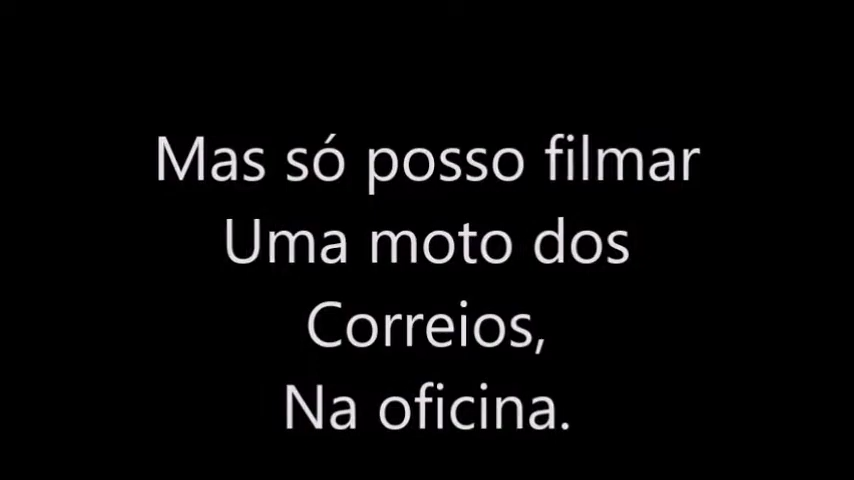 Mas só posso filmar
Uma moto dos
Correios,
Na oficina.